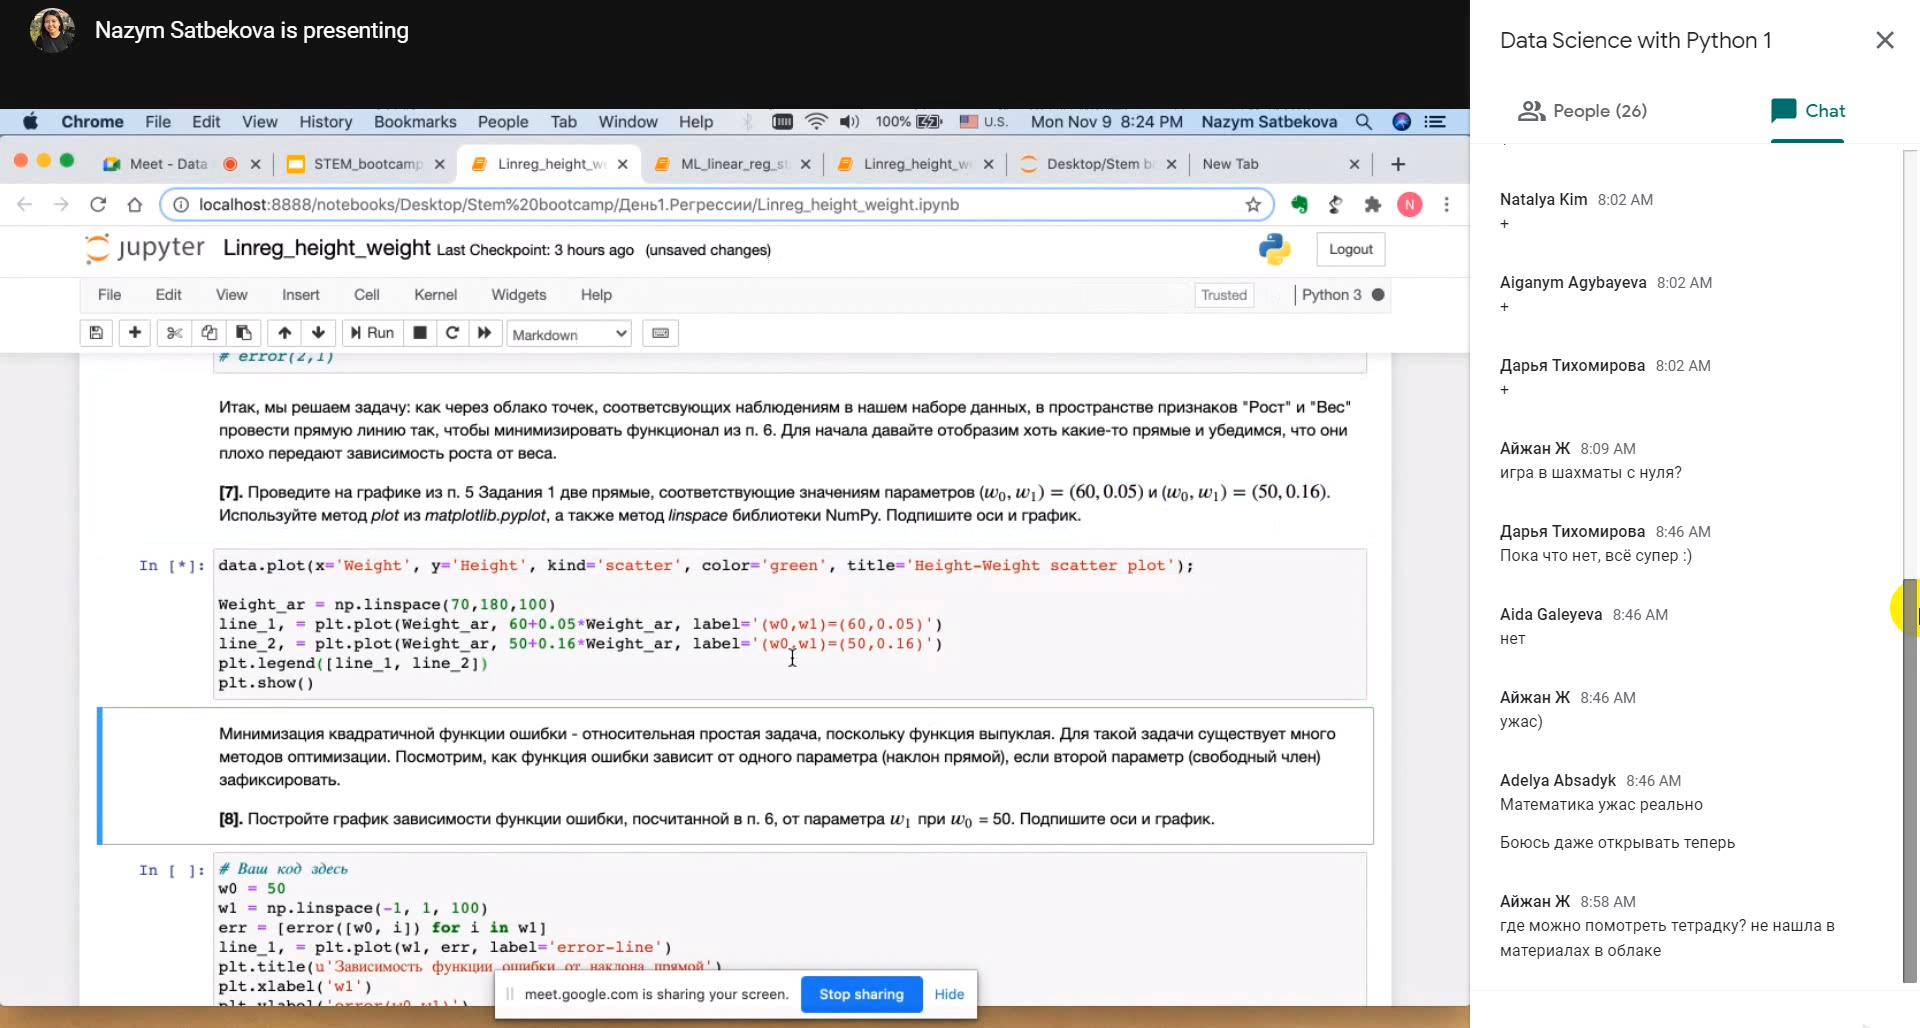 Nazym Satbekova is presenting
Chrome File Edit View History Bookmarks People Tab Window Help 100% U.S. Mon Nov 9 8:24 PM Nazym Satbekova
Meet - Data STEM_bootcamp Linreg_height_we ML_linear_reg_st Linreg_height_we Desktop/Stem bo New Tab
localhost:8888/notebooks/Desktop/Stem%20bootcamp/День1.Регрессии/Linreg_height_weight.ipynb N
jupyter Linreg_height_weight Last Checkpoint: 3 hours ago (unsaved changes) Logout
File Edit View Insert Cell Kernel Widgets Help Trusted Python 3
Run Markdown
# error(2,1)
Итак, мы решаем задачу: как через облако точек, соответсвующих наблюдениям в нашем наборе данных, в пространстве признаков "Рост" и "Вес"
провести прямую линию так, чтобы минимизировать функционал из п. 6. Для начала давайте отобразим хоть какие-то прямые и убедимся, что они
плохо передают зависимость роста от веса.
[7]. Проведите на графике из п. 5 Задания 1 две прямые, соответствующие значениям параметров (w₀, w₁) = (60, 0.05) и (w₀, w₁) = (50, 0.16).
Используйте метод plot из matplotlib.pyplot, а также метод linspace библиотеки NumPy. Подпишите оси и график.
In [*]: data.plot(x='Weight', y='Height', kind='scatter', color='green', title='Height-Weight scatter plot');
Weight_ar = np.linspace(70,180,100)
line_1, = plt.plot(Weight_ar, 60+0.05*Weight_ar, label='(w0,w1)=(60,0.05)')
line_2, = plt.plot(Weight_ar, 50+0.16*Weight_ar, label='(w0,w1)=(50,0.16)')
plt.legend([line_1, line_2])
plt.show()
Минимизация квадратичной функции ошибки - относительная простая задача, поскольку функция выпуклая. Для такой задачи существует много
методов оптимизации. Посмотрим, как функция ошибки зависит от одного параметра (наклон прямой), если второй параметр (свободный член)
зафиксировать.
[8]. Постройте график зависимости функции ошибки, посчитанной в п. 6, от параметра w₁ при w₀ = 50. Подпишите оси и график.
In [ ]: # Ваш код здесь
w0 = 50
w1 = np.linspace(-1, 1, 100)
err = [error([w0, i]) for i in w1]
line_1, = plt.plot(w1, err, label='error-line')
plt.title(u'Зависимость функции ошибки от наклона прямой')
plt.xlabel('w1')
plt.ylabel('error(w0,w1)')
meet.google.com is sharing your screen. Stop sharing Hide
Data Science with Python 1
People (26) Chat
Natalya Kim 8:02 AM
+
Aiganym Agybayeva 8:02 AM
+
Дарья Тихомирова 8:02 AM
+
Айжан Ж 8:09 AM
игра в шахматы с нуля?
Дарья Тихомирова 8:46 AM
Пока что нет, всё супер :)
Aida Galeyeva 8:46 AM
нет
Айжан Ж 8:46 AM
ужас)
Adelya Absadyk 8:46 AM
Математика ужас реально
Боюсь даже открывать теперь
Айжан Ж 8:58 AM
где можно помотреть тетрадку? не нашла в
материалах в облаке